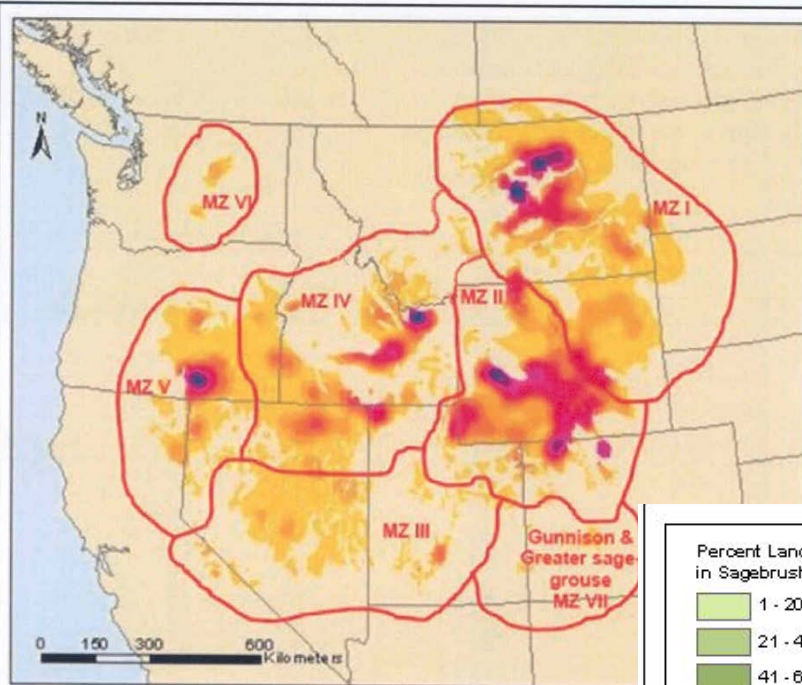 N
MZ VI
MZ I
MZ IV
MZ II
MZ V
MZ III
Gunnison &
Greater sage-
grouse
MZ VII
0 150 300 600
Kilometers
Percent Land
in Sagebrush
1 - 20
21 - 4
41 - 6